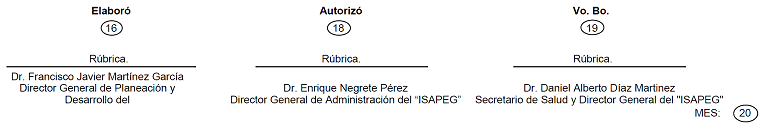 Elaboró Autorizó Vo. Bo.
16 18 19
Rúbrica. Rúbrica. Rúbrica.
Dr. Francisco Javier Martínez García
Director General de Planeación y
Desarrollo del
Dr. Enrique Negrete Pérez
Director General de Administración del “ISAPEG”
Dr. Daniel Alberto Díaz Martinez
Secretario de Salud y Director General del "ISAPEG"
MES: 20